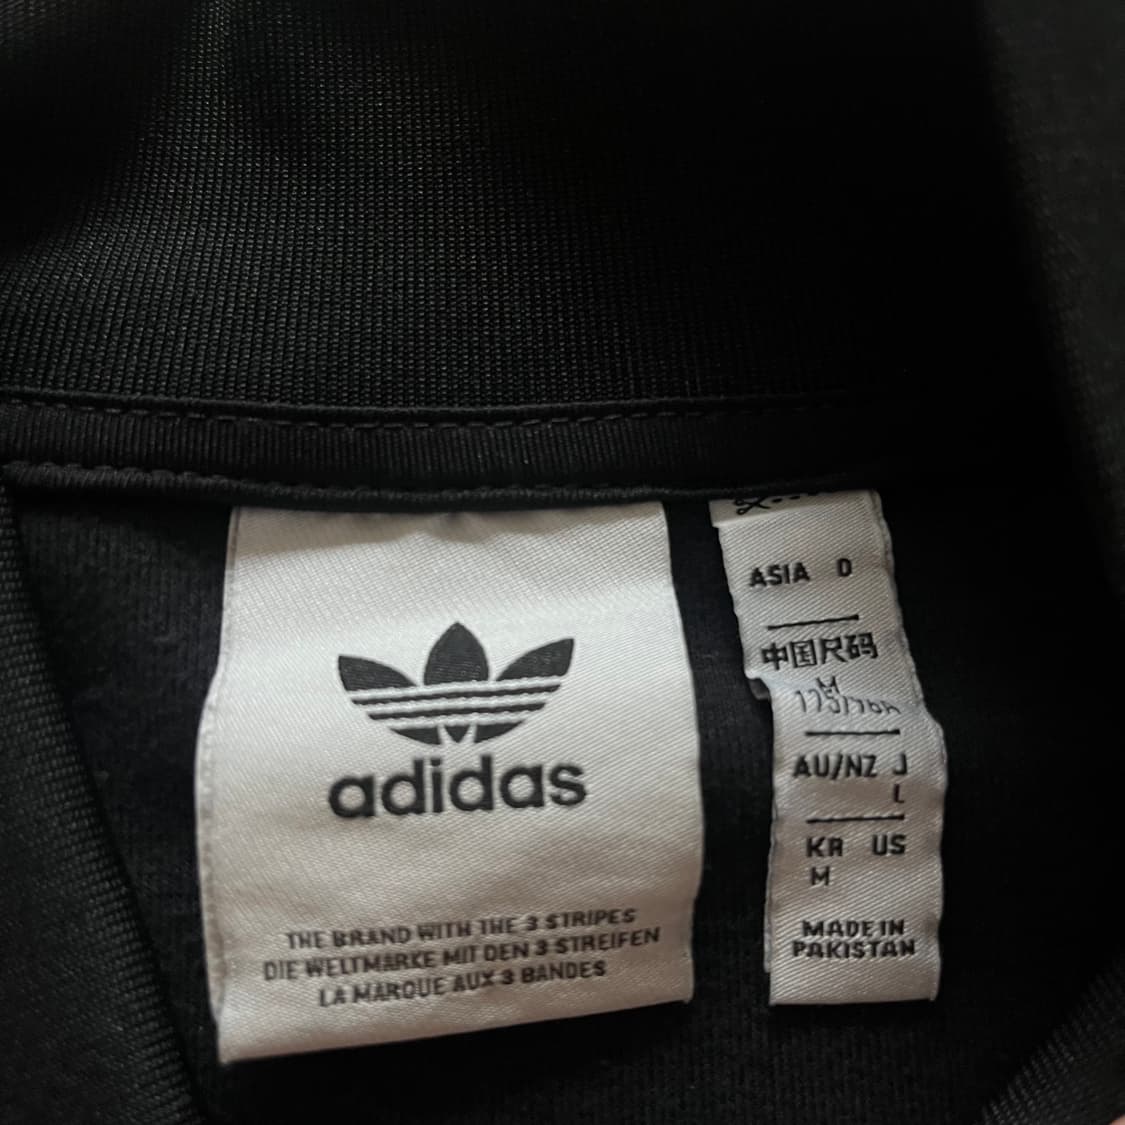 adidas
THE BRAND WITH THE 3 STRIPES
DIE WELTMARKE MIT DEN 3 STREIFEN
LA MARQUE AUX 3 BANDES
ASIA O
中国尺码
M
AU/NZ J
L
KR US
M
MADE IN
PAKISTAN